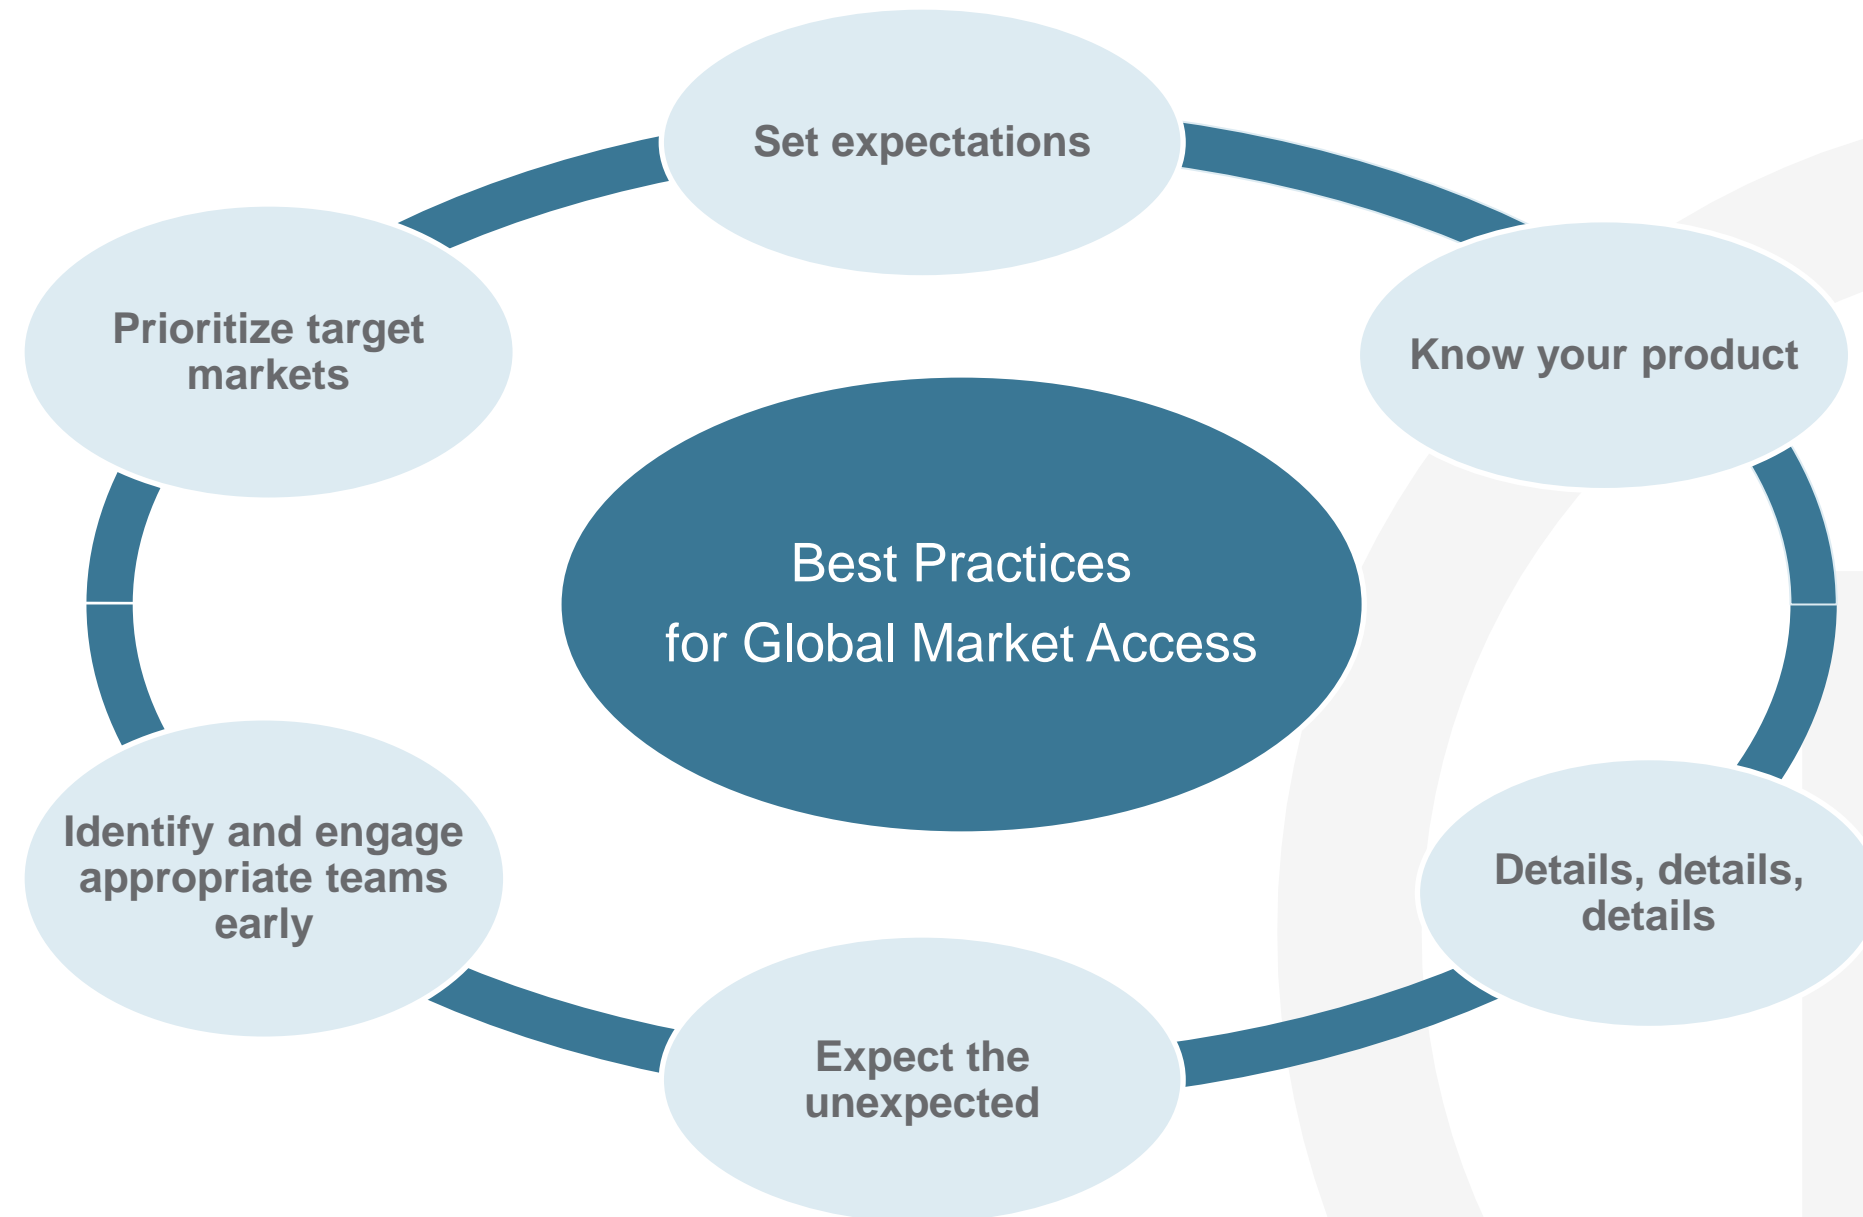 Set expectations
Prioritize target
markets
Know your product
Best Practices
for Global Market Access
Identify and engage
appropriate teams
early
Details, details,
details
Expect the
unexpected